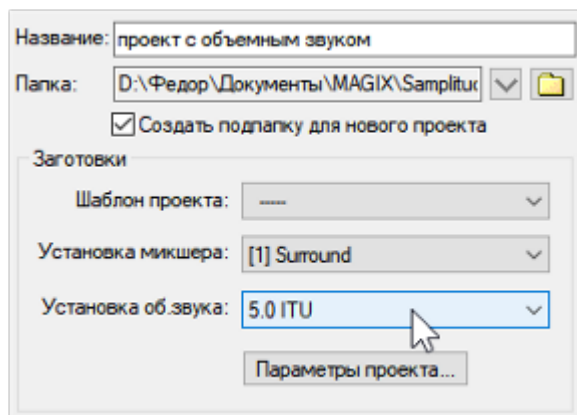 Название: проект с объемным звуком
Папка: D:\Федор\Документы\MAGIX\Samplitud
Создать подпапку для нового проекта
Заготовки
Шаблон проекта: -----
Установка микшера: [1] Surround
Установка об.звука: 5.0 ITU
Параметры проекта...